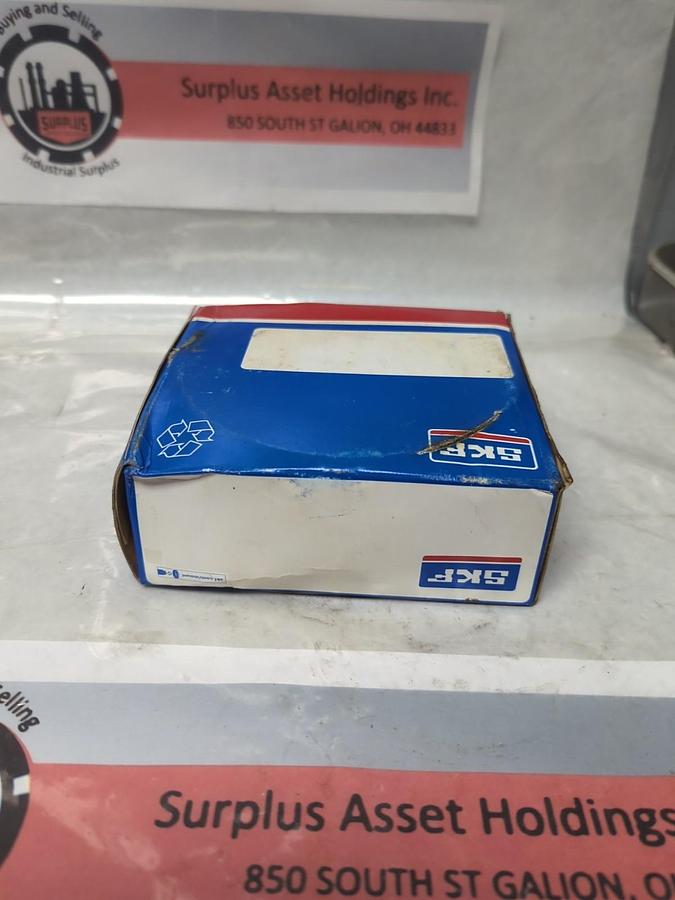 Buying and Selling
SURPLUS
Industrial Surplus
Surplus Asset Holdings Inc.
850 SOUTH ST GALION, OH 44833
SKF
SKF
Surplus Asset Holdings
850 SOUTH ST GALION,